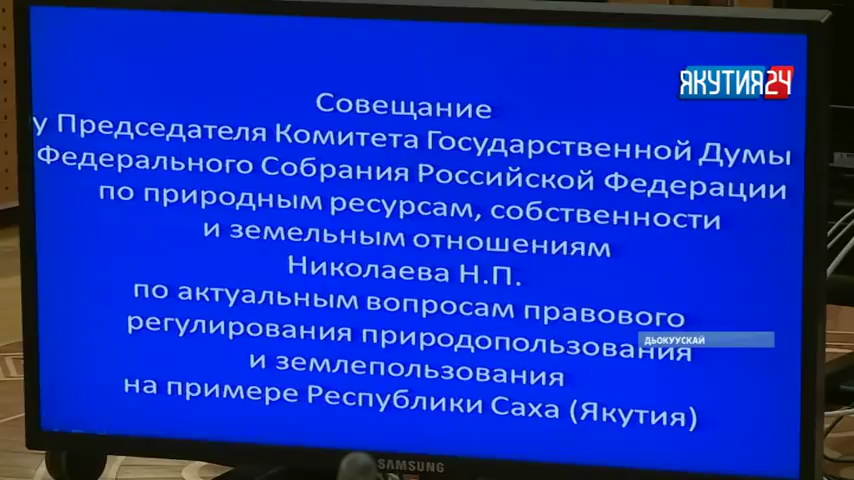 ЯКУТИЯ24
Совещание
у Председателя Комитета Государственной Думы
Федерального Собрания Российской Федерации
по природным ресурсам, собственности
и земельным отношениям
Николаева Н.П.
по актуальным вопросам правового
регулирования природопользования
ДЬОКУУСКАЙ
и землепользования
на примере Республики Саха (Якутия)
SAMSUNG